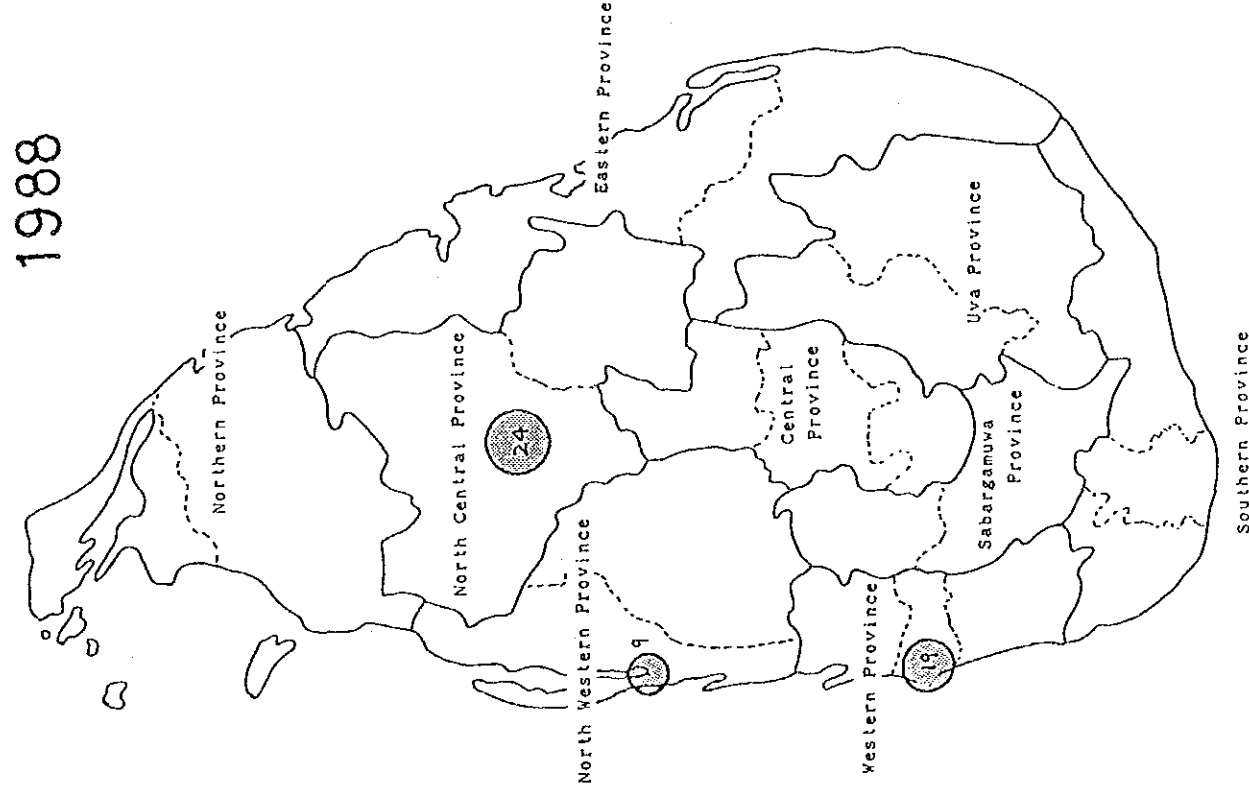 1988
Northern Province
North Central Province
24
Eastern Province
North Western Province
9
Central
Province
Uva Province
Western Province
19
Sabargamuwa
Province
Southern Province